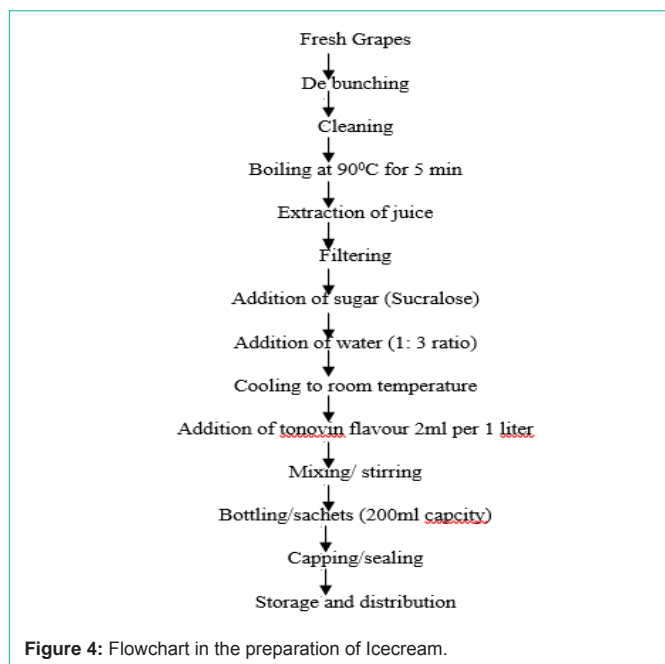 Fresh Grapes
De bunching
Cleaning
Boiling at 90⁰C for 5 min
Extraction of juice
Filtering
Addition of sugar (Sucralose)
Addition of water (1: 3 ratio)
Cooling to room temperature
Addition of tonovin flavour 2ml per 1 liter
Mixing/ stirring
Bottling/sachets (200ml capcity)
Capping/sealing
Storage and distribution
Figure 4: Flowchart in the preparation of Icecream.